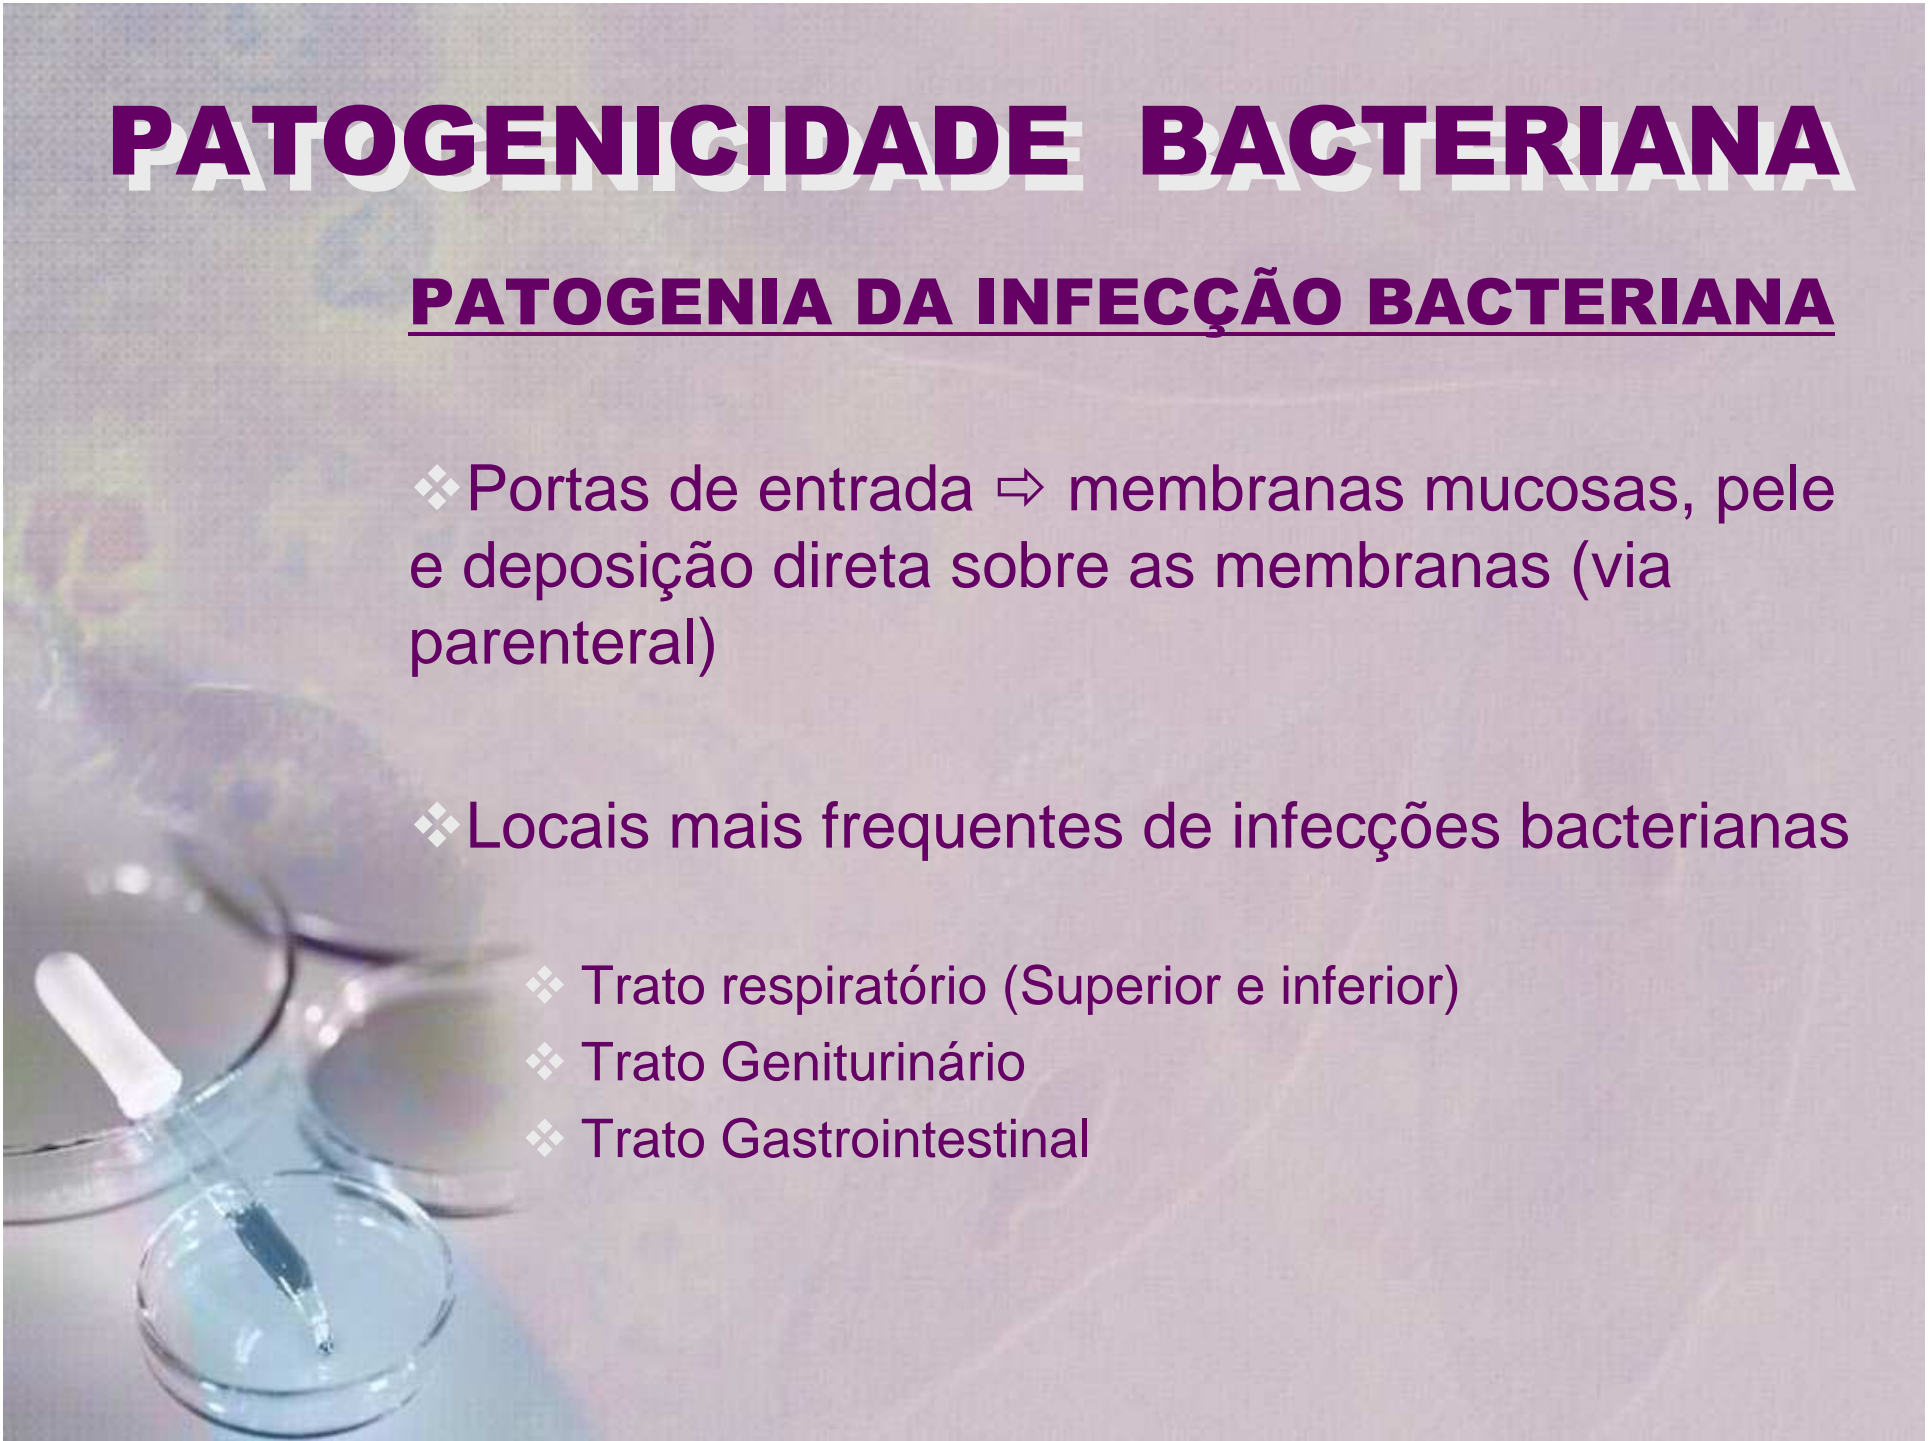 PATOGENICIDADE BACTERIANA
PATOGENIA DA INFECÇÃO BACTERIANA
❖Portas de entrada ⇨ membranas mucosas, pele
e deposição direta sobre as membranas (via
parenteral)
❖Locais mais frequentes de infecções bacterianas
❖ Trato respiratório (Superior e inferior)
❖ Trato Geniturinário
❖ Trato Gastrointestinal